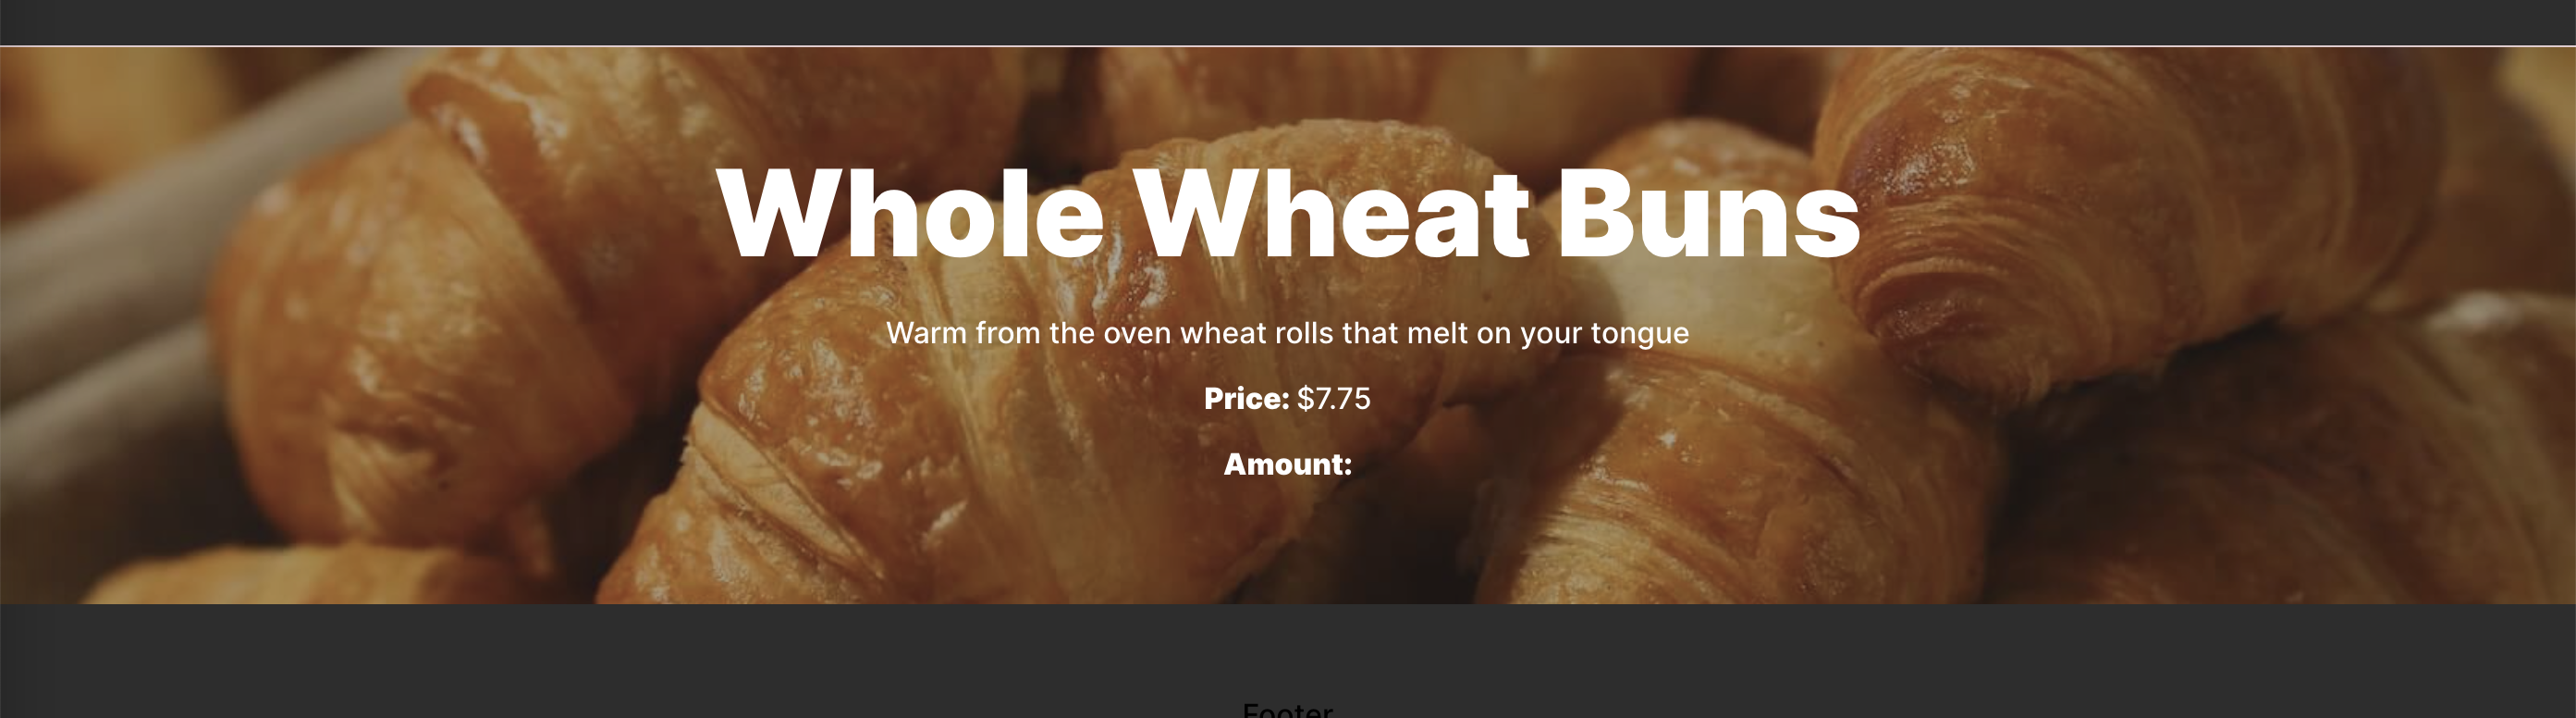 Whole Wheat Buns
Warm from the oven wheat rolls that melt on your tongue
Price: $7.75
Amount:
Footer